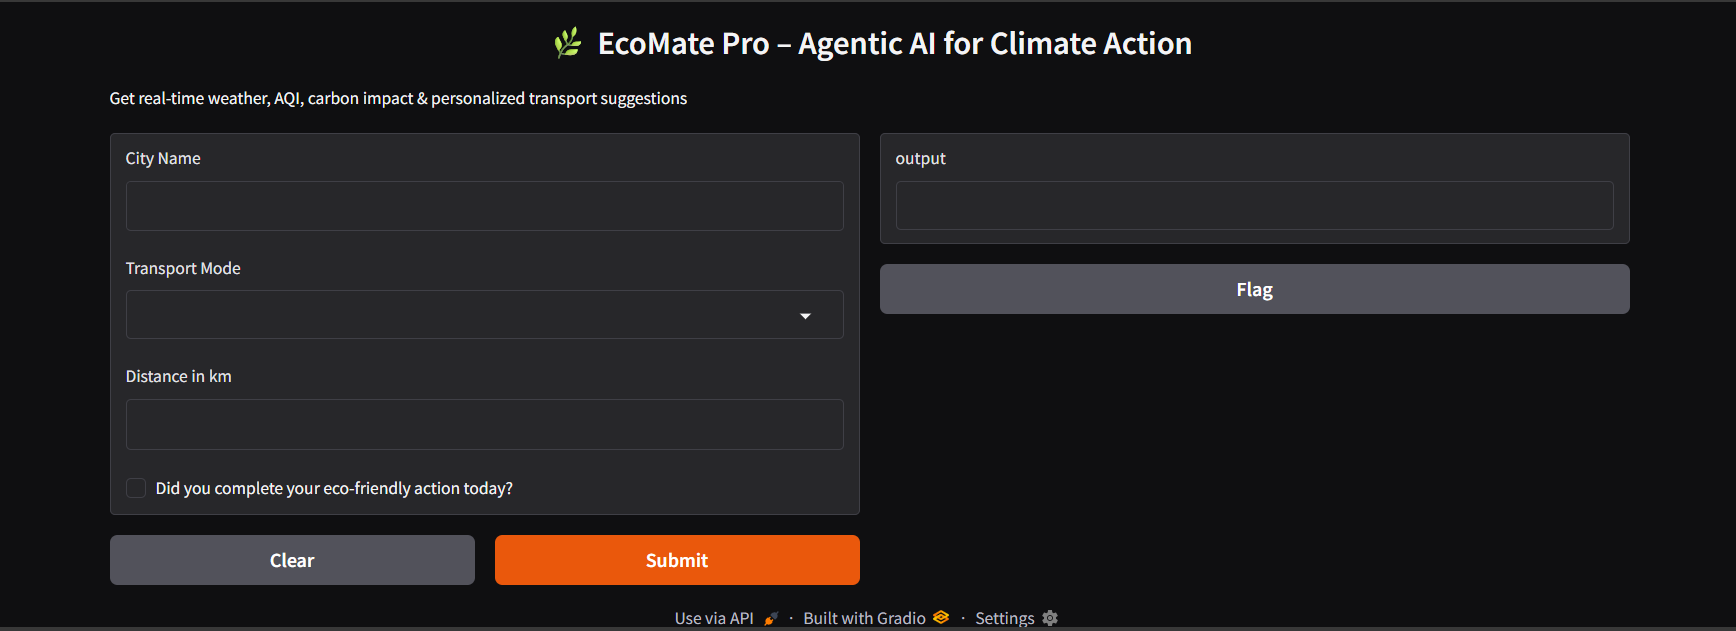 🌿 EcoMate Pro – Agentic AI for Climate Action
Get real-time weather, AQI, carbon impact & personalized transport suggestions
City Name
Transport Mode
Distance in km
Did you complete your eco-friendly action today?
Clear
Submit
output
Flag
Use via API 🚀 · Built with Gradio · Settings ⚙️